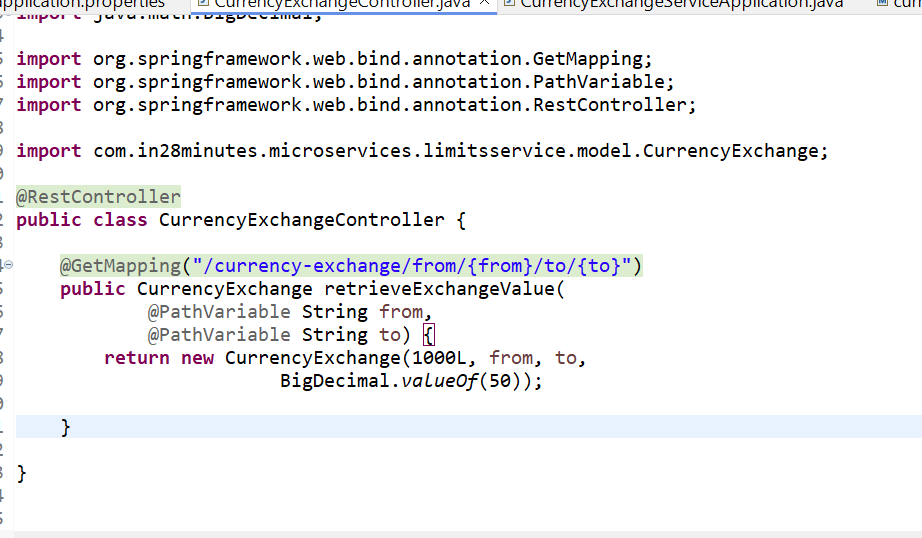 application.properties CurrencyExchangeController.java CurrencyExchangeServiceApplication.java
import java.math.BigDecimal;
import org.springframework.web.bind.annotation.GetMapping;
import org.springframework.web.bind.annotation.PathVariable;
import org.springframework.web.bind.annotation.RestController;
import com.in28minutes.microservices.limitsservice.model.CurrencyExchange;
@RestController
public class CurrencyExchangeController {
@GetMapping("/currency-exchange/from/{from}/to/{to}")
public CurrencyExchange retrieveExchangeValue(
@PathVariable String from,
@PathVariable String to) {
return new CurrencyExchange(1000L, from, to,
BigDecimal.valueOf(50));
}
}